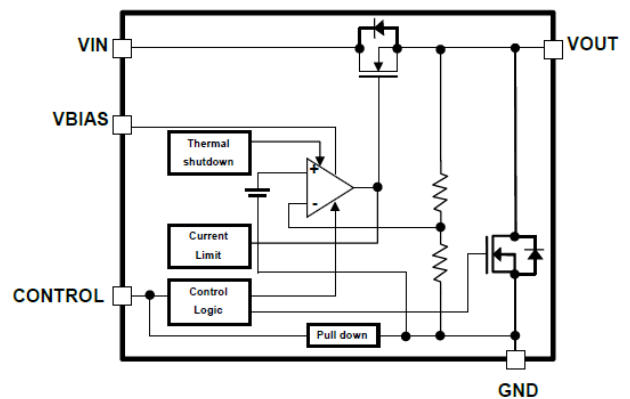 VIN
VOUT
VBIAS
Thermal
shutdown
+
-
Current
Limit
CONTROL
Control
Logic
Pull down
GND